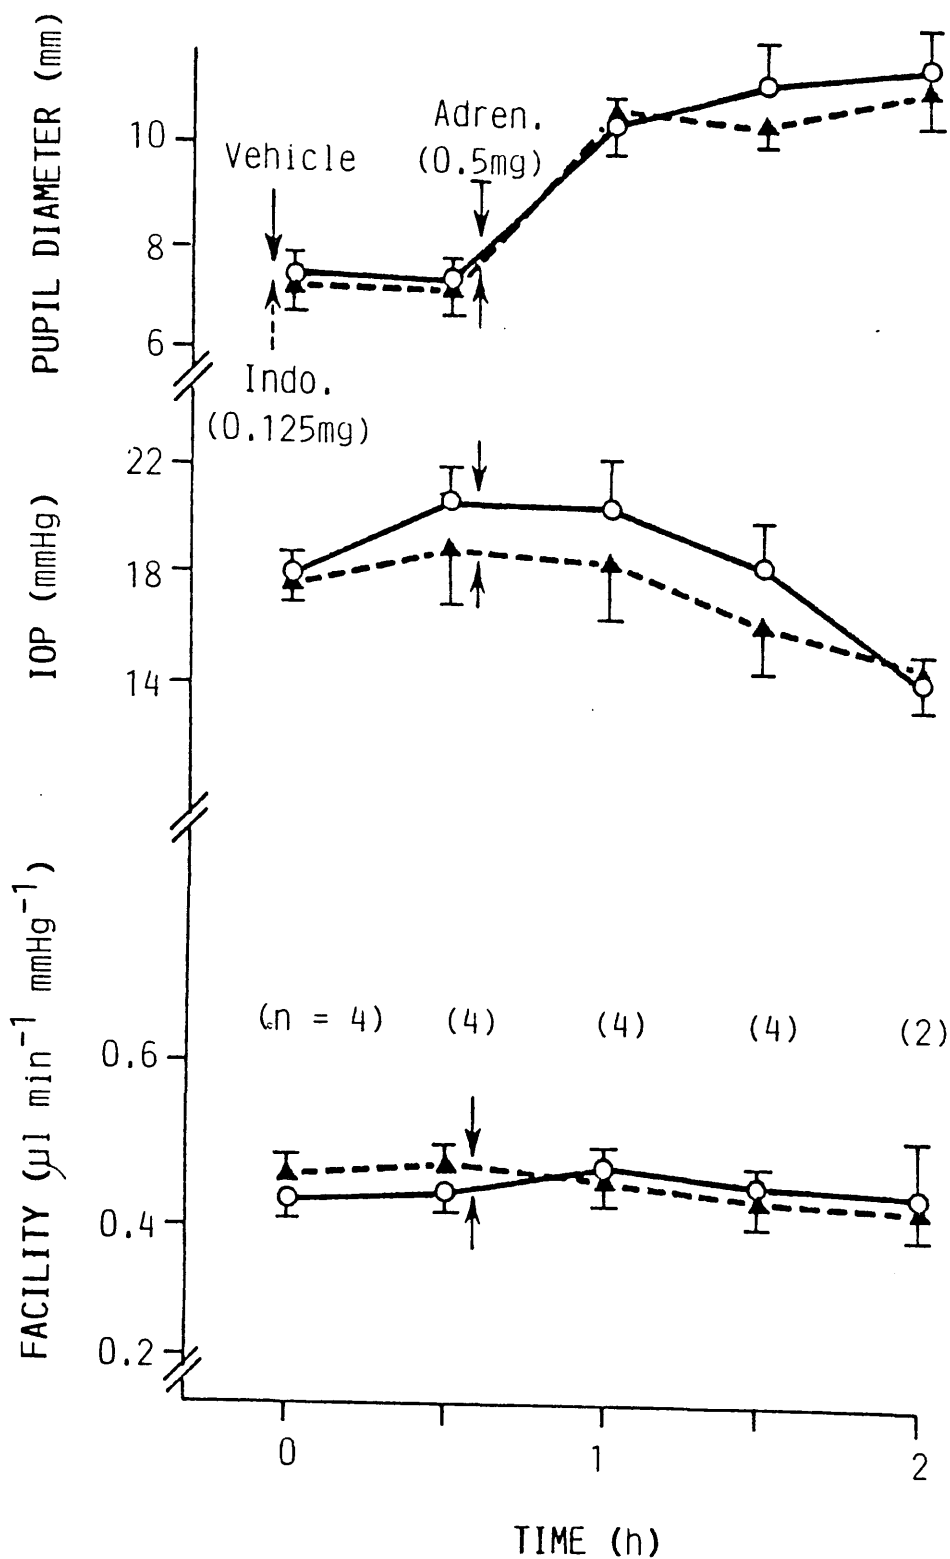 PUPIL DIAMETER (mm)
10
8
6
Vehicle
Adren.
(0.5mg)
Indo.
(0.125mg)
IOP (mmHg)
22
18
14
FACILITY (µl min⁻¹ mmHg⁻¹)
(n = 4) (4) (4) (4) (2)
0.6
0.4
0.2
0 1 2
TIME (h)